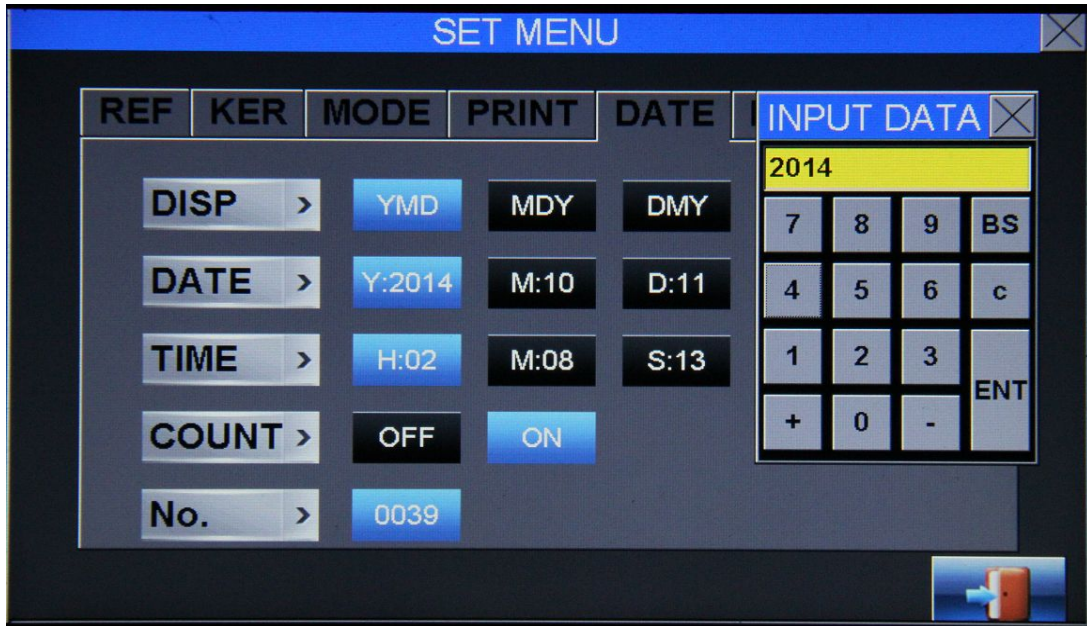 SET MENU
REF KER MODE PRINT DATE
INPUT DATA
2014
DISP > YMD MDY DMY
7 8 9 BS
DATE > Y:2014 M:10 D:11
4 5 6 c
TIME > H:02 M:08 S:13
1 2 3
ENT
COUNT > OFF ON
+ 0 -
No. > 0039